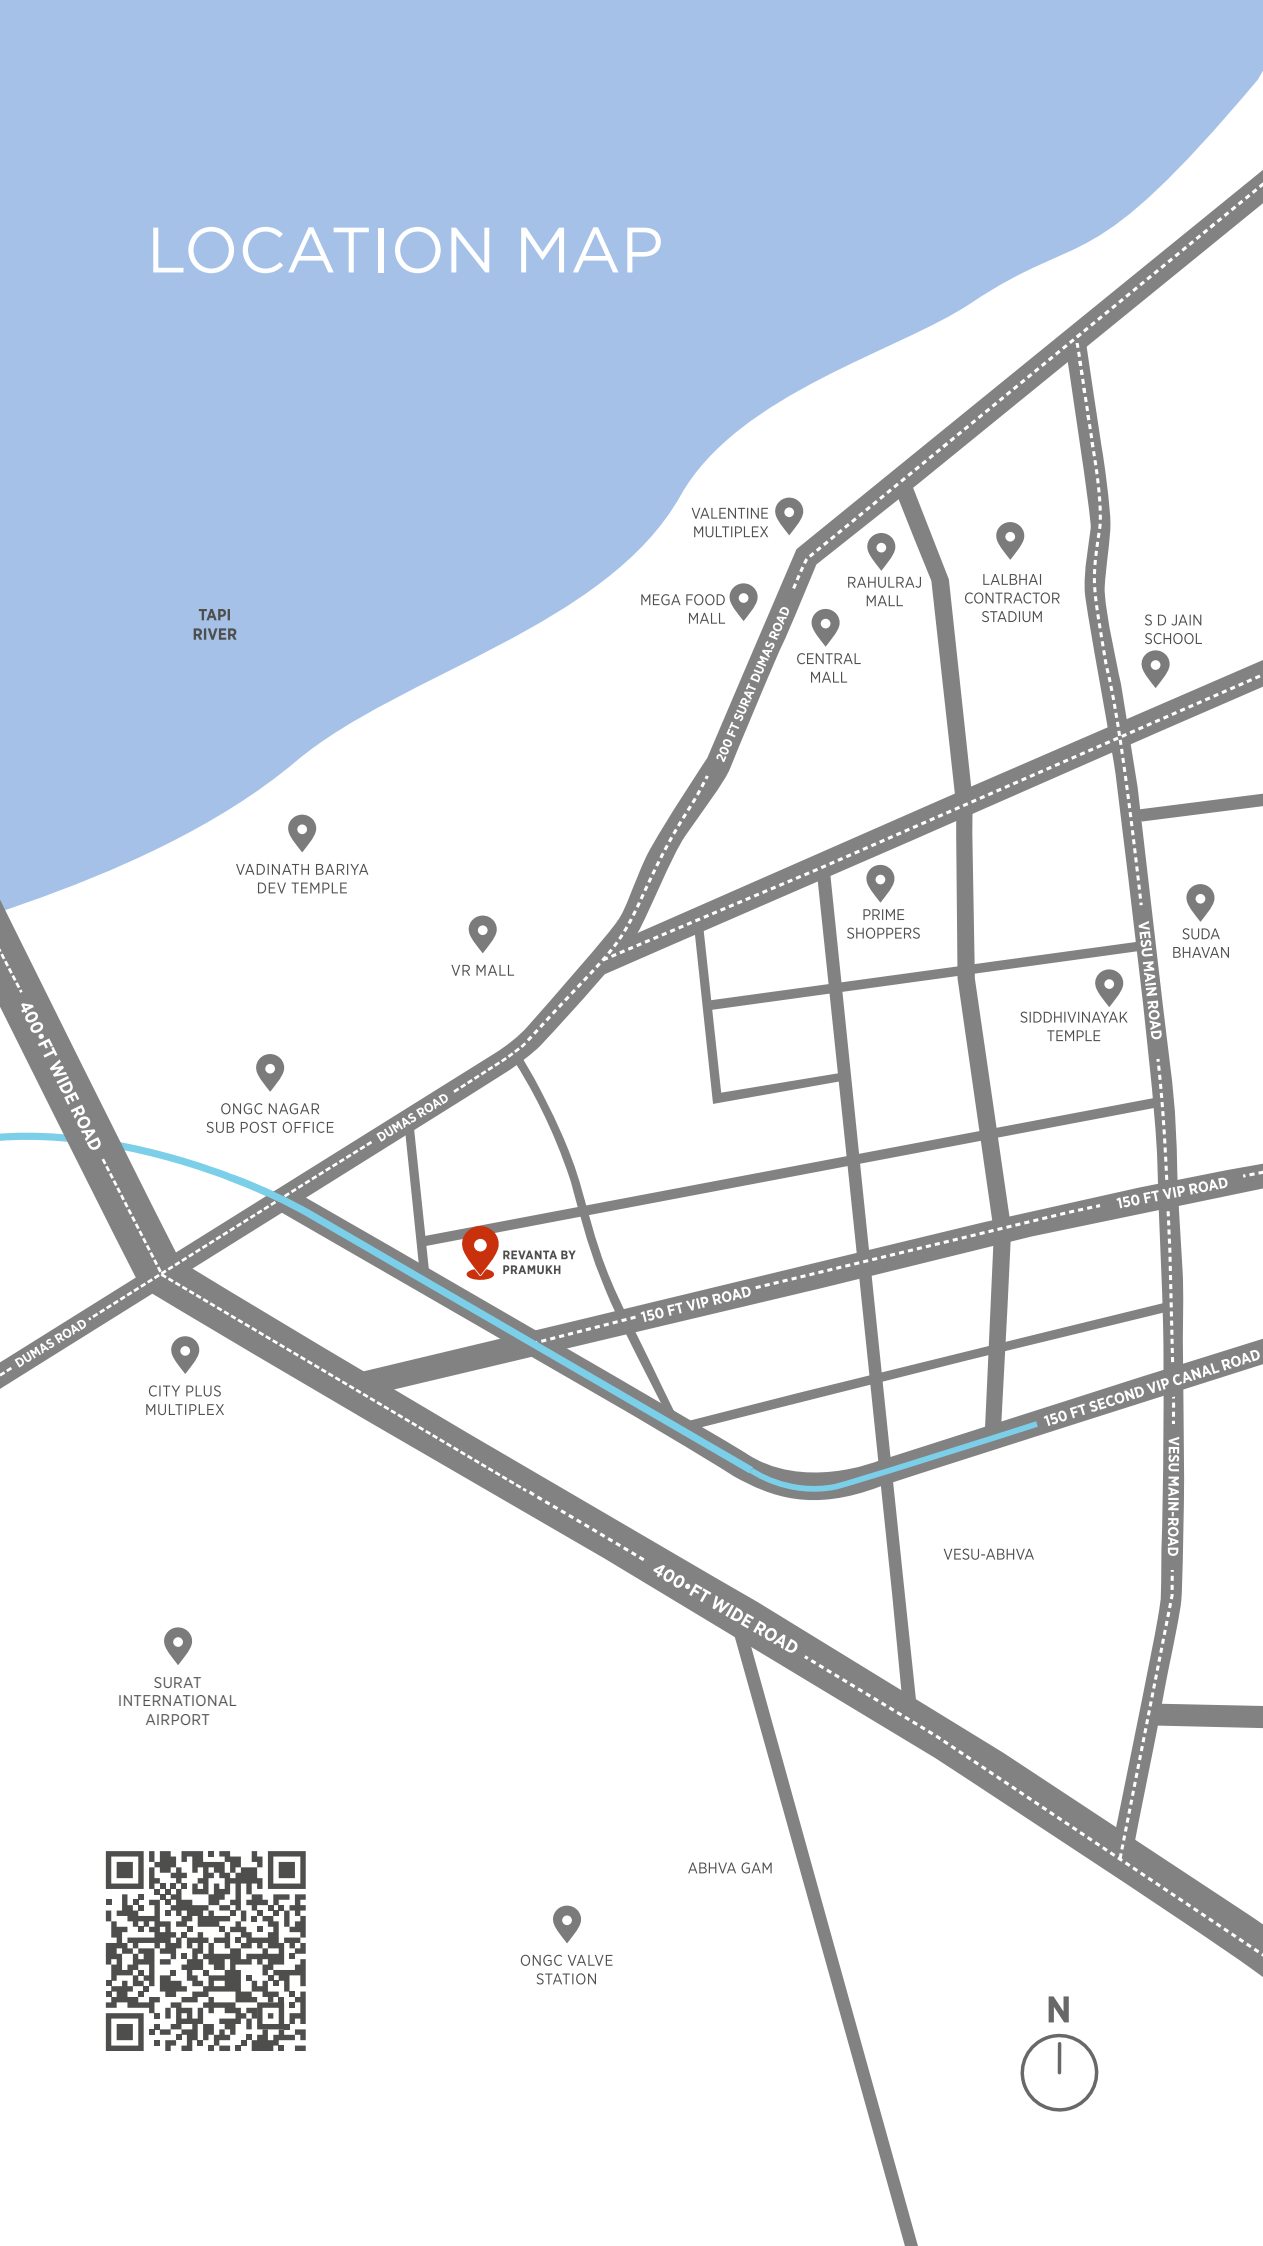 LOCATION MAP
VALENTINE
MULTIPLEX
RAHULRAJ
MALL
LALBHAI
CONTRACTOR
STADIUM
MEGA FOOD
MALL
TAPI
RIVER
CENTRAL
MALL
S D JAIN
SCHOOL
200 FT SURAT DUMAS ROAD
VADINATH BARIYA
DEV TEMPLE
PRIME
SHOPPERS
SUDA
BHAVAN
VR MALL
VESU MAIN ROAD
SIDDHIVINAYAK
TEMPLE
400•FT WIDE ROAD
ONGC NAGAR
SUB POST OFFICE
DUMAS ROAD
150 FT VIP ROAD
REVANTA BY
PRAMUKH
150 FT VIP ROAD
DUMAS ROAD
CITY PLUS
MULTIPLEX
150 FT SECOND VIP CANAL ROAD
VESU MAIN-ROAD
VESU-ABHVA
400•FT WIDE ROAD
SURAT
INTERNATIONAL
AIRPORT
ABHVA GAM
ONGC VALVE
STATION
N